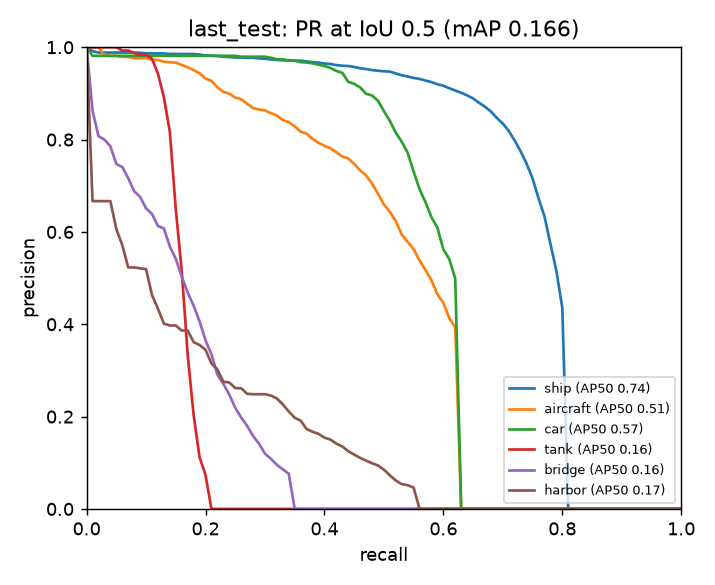 last_test: PR at IoU 0.5 (mAP 0.166)
1.0
0.8
0.6
0.4
0.2
0.0
precision
ship (AP50 0.74)
aircraft (AP50 0.51)
car (AP50 0.57)
tank (AP50 0.16)
bridge (AP50 0.16)
harbor (AP50 0.17)
0.0 0.2 0.4 0.6 0.8 1.0
recall